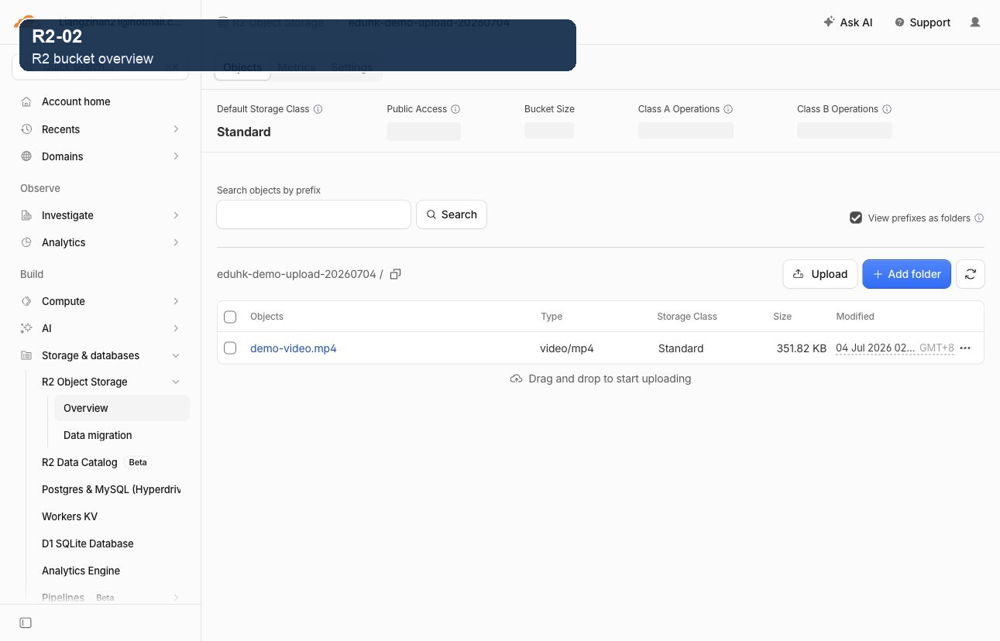 Liangzinan21@hotmail.c...
R2 Object Storage
eduhk-demo-upload-20260704
Ask AI
Support
R2-02
R2 bucket overview
Objects
Metrics
Settings
Account home
Recents
Domains
Observe
Investigate
Analytics
Build
Compute
AI
Storage & databases
R2 Object Storage
Overview
Data migration
R2 Data Catalog Beta
Postgres & MySQL (Hyperdriv
Workers KV
D1 SQLite Database
Analytics Engine
Pipelines Beta
Default Storage Class
Standard
Public Access
Bucket Size
Class A Operations
Class B Operations
Search objects by prefix
Search
View prefixes as folders
eduhk-demo-upload-20260704 /
Upload
Add folder
Objects Type Storage Class Size Modified
demo-video.mp4 video/mp4 Standard 351.82 KB 04 Jul 2026 02... GMT+8
Drag and drop to start uploading